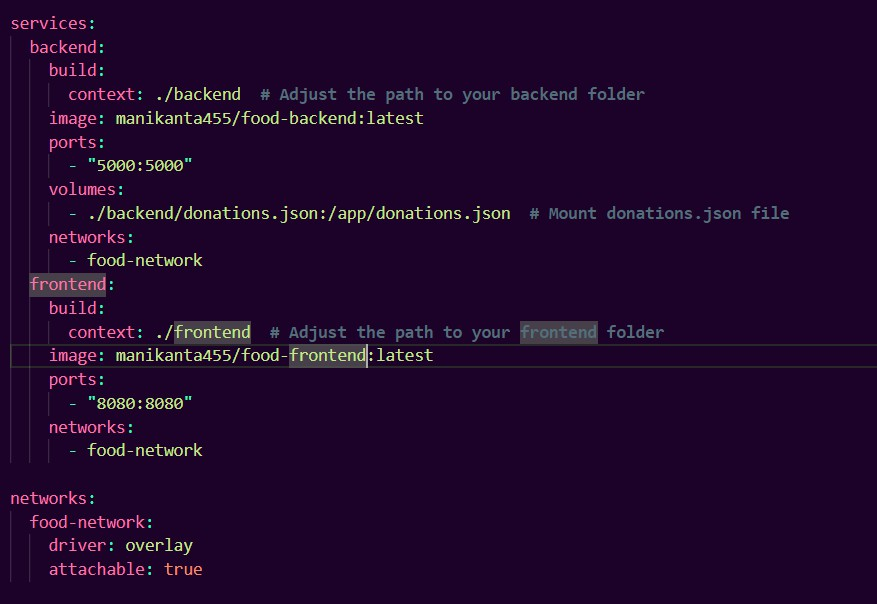 services:
  backend:
    build:
      context: ./backend  # Adjust the path to your backend folder
    image: manikanta455/food-backend:latest
    ports:
      - "5000:5000"
    volumes:
      - ./backend/donations.json:/app/donations.json  # Mount donations.json file
    networks:
      - food-network
  frontend:
    build:
      context: ./frontend  # Adjust the path to your frontend folder
    image: manikanta455/food-frontend:latest
    ports:
      - "8080:8080"
    networks:
      - food-network

networks:
  food-network:
    driver: overlay
    attachable: true